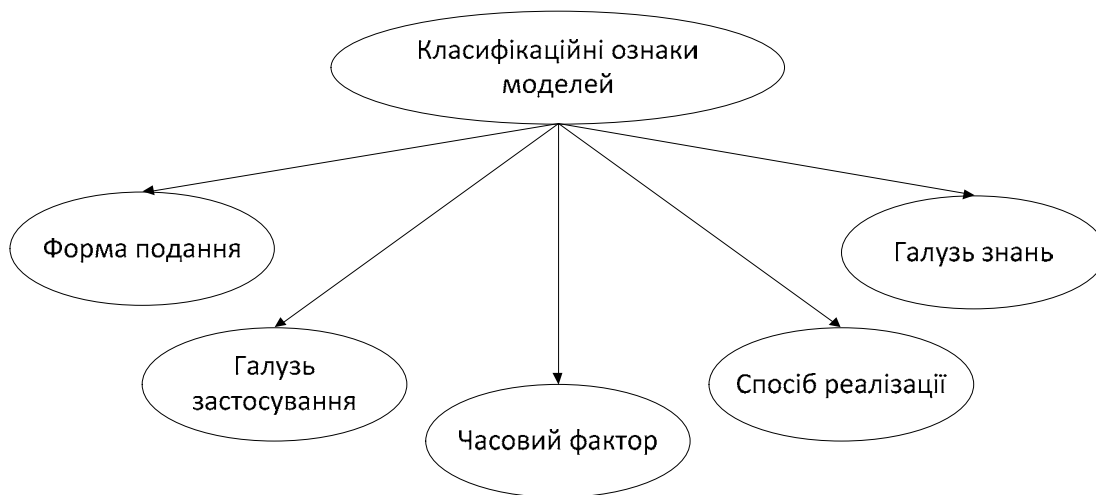 Класифікаційні ознаки
моделей
Форма подання
Галузь знань
Галузь
застосування
Спосіб реалізації
Часовий фактор